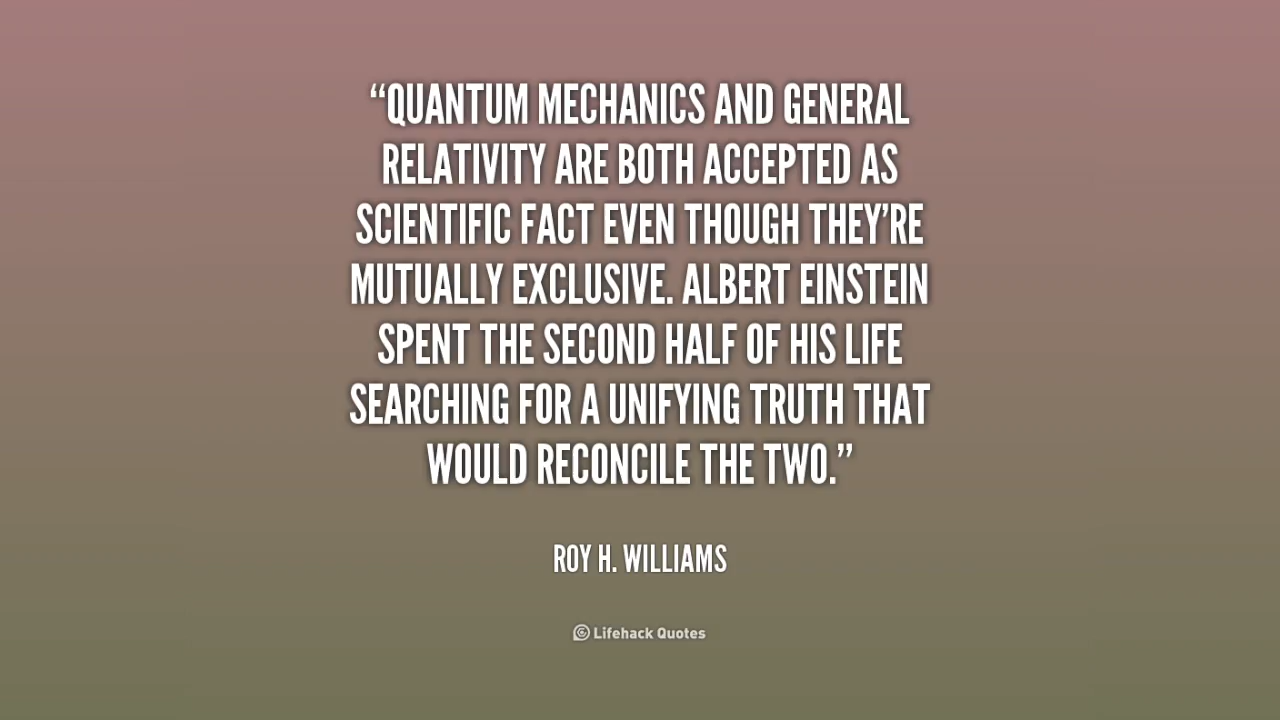 “QUANTUM MECHANICS AND GENERAL
RELATIVITY ARE BOTH ACCEPTED AS
SCIENTIFIC FACT EVEN THOUGH THEY’RE
MUTUALLY EXCLUSIVE. ALBERT EINSTEIN
SPENT THE SECOND HALF OF HIS LIFE
SEARCHING FOR A UNIFYING TRUTH THAT
WOULD RECONCILE THE TWO.”
ROY H. WILLIAMS
Lifehack Quotes